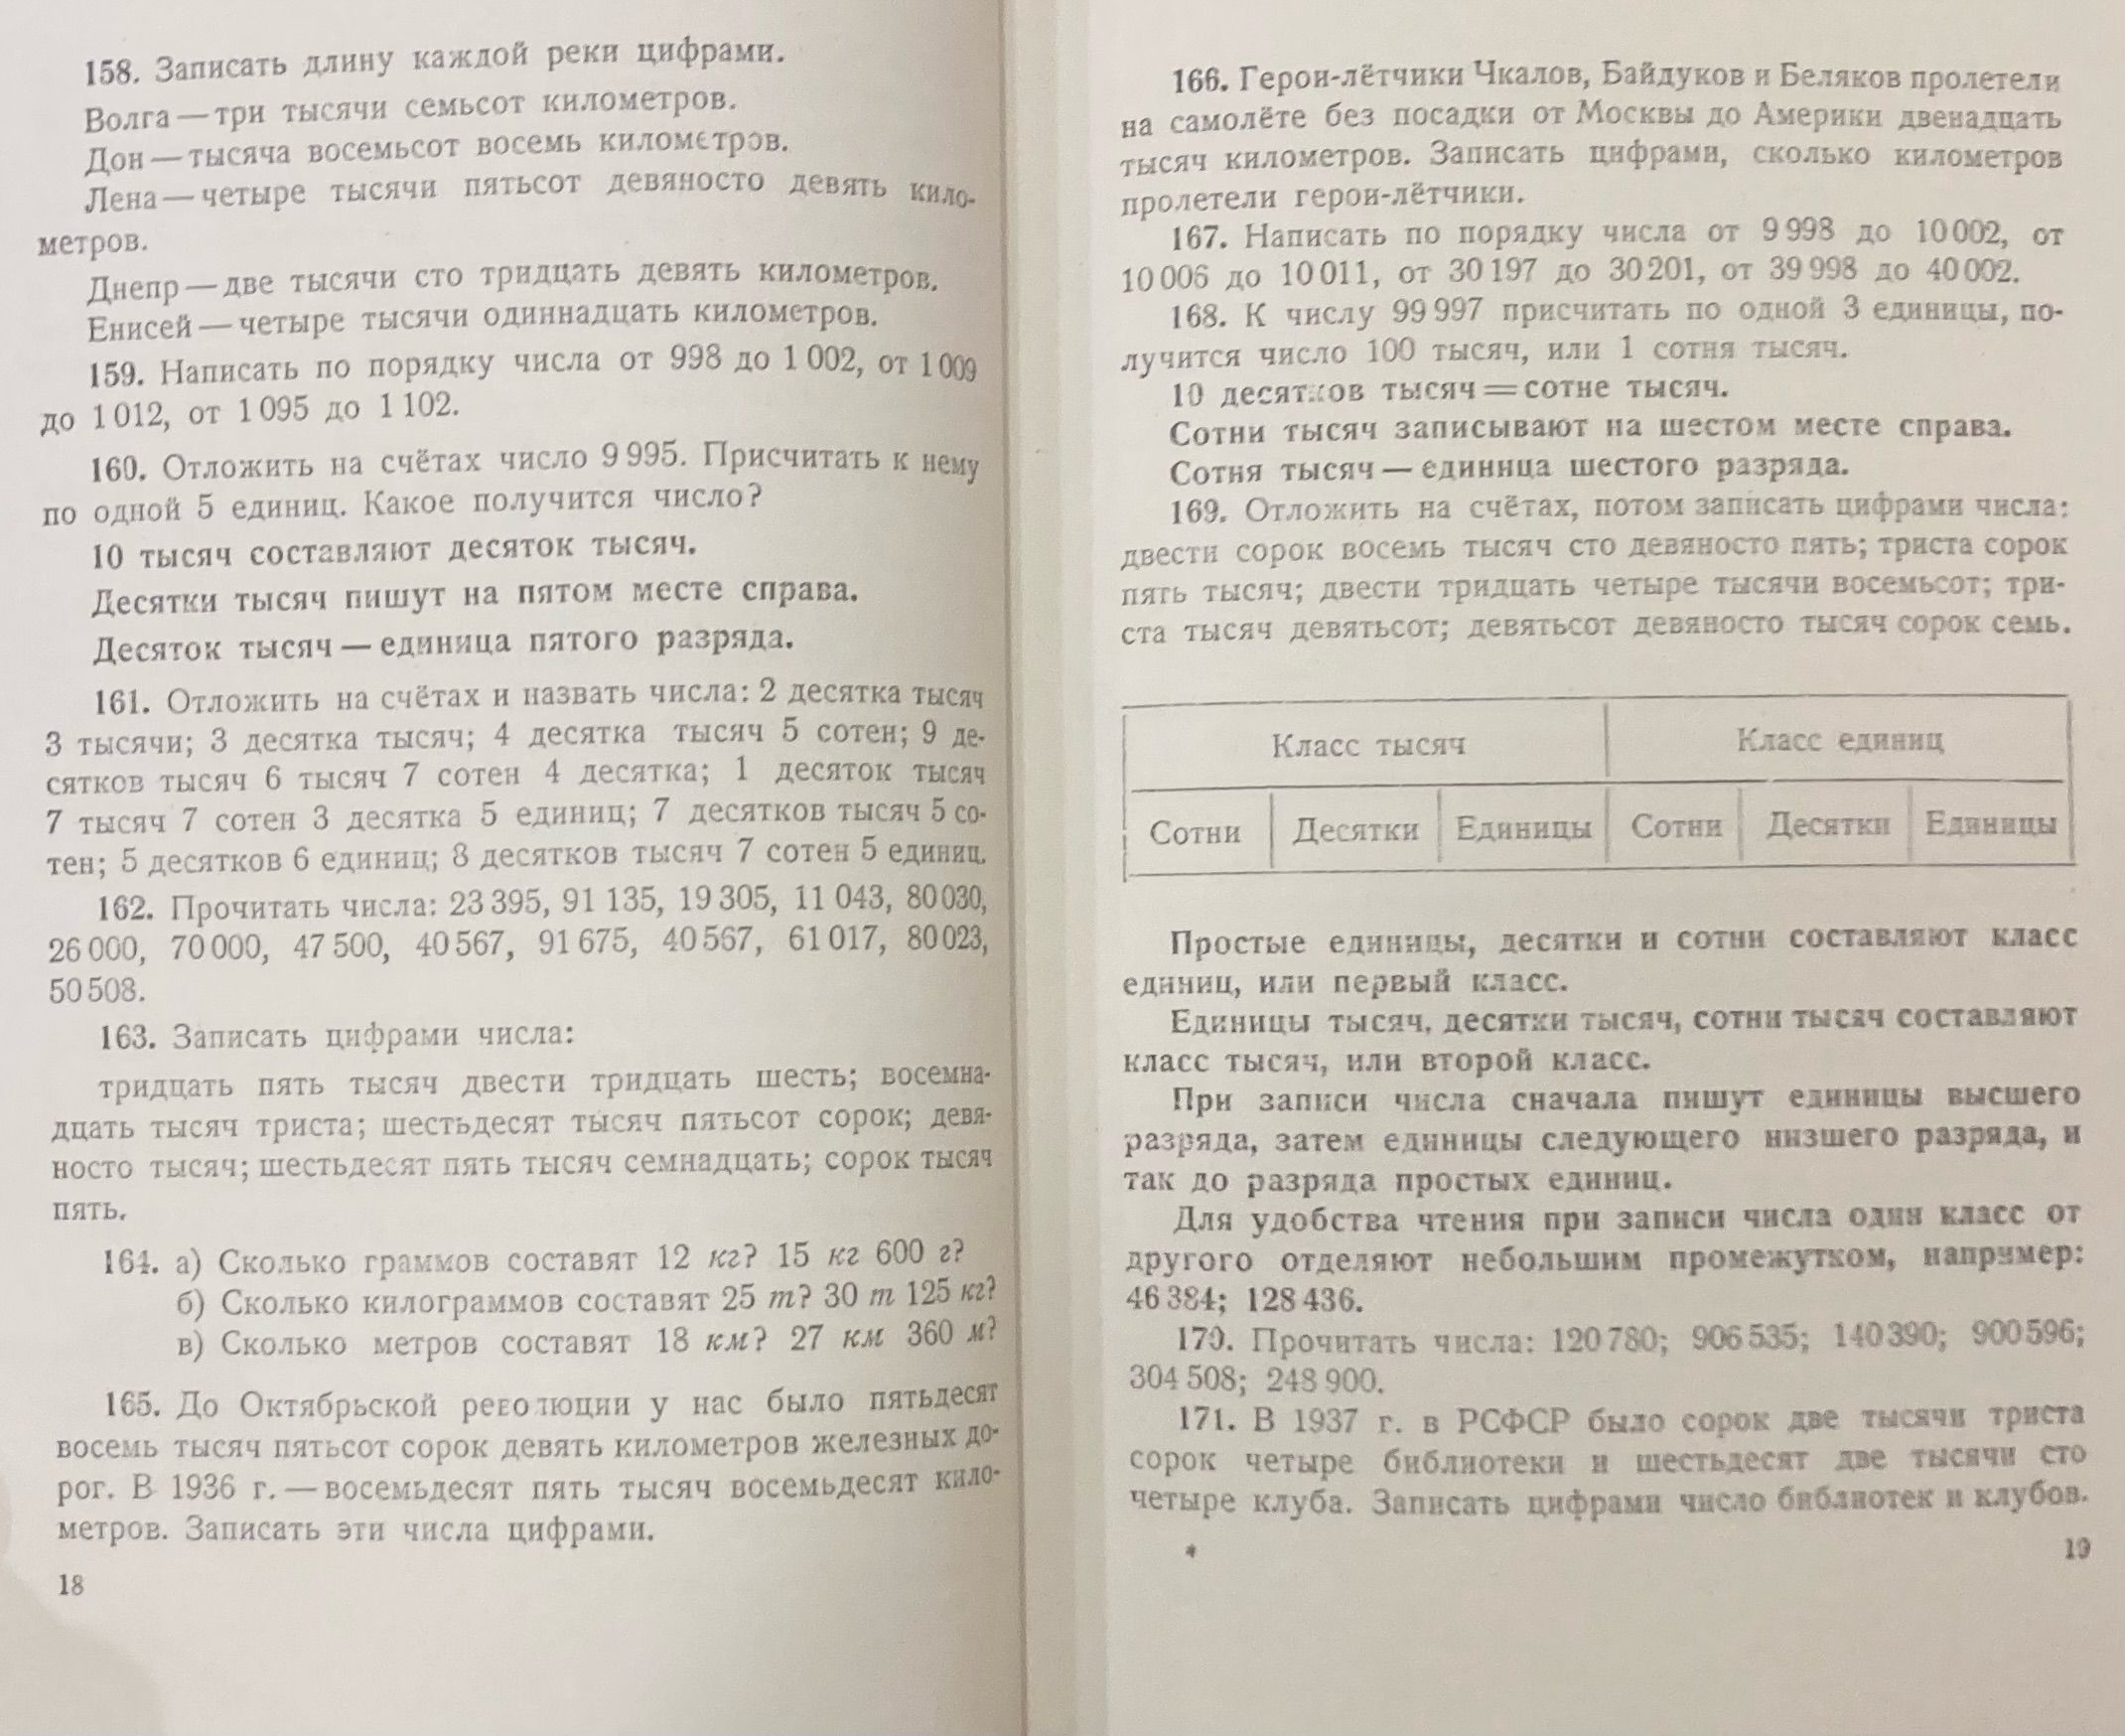 158. Записать длину каждой реки цифрами.
Волга — три тысячи семьсот километров.
Дон — тысяча восемьсот восемь километров.
Лена — четыре тысячи пятьсот девяносто девять кило-
метров.
Днепр — две тысячи сто тридцать девять километров.
Енисей — четыре тысячи одиннадцать километров.
159. Написать по порядку числа от 998 до 1 002, от 1 009
до 1 012, от 1 095 до 1 102.
160. Отложить на счётах число 9 995. Присчитать к нему
по одной 5 единиц. Какое получится число?
10 тысяч составляют десяток тысяч.
Десятки тысяч пишут на пятом месте справа.
Десяток тысяч — единица пятого разряда.
161. Отложить на счётах и назвать числа: 2 десятка тысяч
3 тысячи; 3 десятка тысяч; 4 десятка тысяч 5 сотен; 9 де-
сятков тысяч 6 тысяч 7 сотен 4 десятка; 1 десяток тысяч
7 тысяч 7 сотен 3 десятка 5 единиц; 7 десятков тысяч 5 со-
тен; 5 десятков 6 единиц; 8 десятков тысяч 7 сотен 5 единиц.
162. Прочитать числа: 23 395, 91 135, 19 305, 11 043, 80 030,
26 000, 70 000, 47 500, 40 567, 91 675, 40 567, 61 017, 80 023,
50 508.
163. Записать цифрами числа:
тридцать пять тысяч двести тридцать шесть; восемна-
дцать тысяч триста; шестьдесят тысяч пятьсот сорок; девя-
носто тысяч; шестьдесят пять тысяч семнадцать; сорок тысяч
пять.
164. а) Сколько граммов составят 12 кг? 15 кг 600 г?
б) Сколько килограммов составят 25 т? 30 т 125 кг?
в) Сколько метров составят 18 км? 27 км 360 м?
165. До Октябрьской революции у нас было пятьдесят
восемь тысяч пятьсот сорок девять километров железных до-
рог. В 1936 г. — восемьдесят пять тысяч восемьдесят кило-
метров. Записать эти числа цифрами.
18
166. Герои-лётчики Чкалов, Байдуков и Беляков пролетели
на самолёте без посадки от Москвы до Америки двенадцать
тысяч километров. Записать цифрами, сколько километров
пролетели герои-лётчики.
167. Написать по порядку числа от 9 998 до 10 002, от
10 006 до 10 011, от 30 197 до 30 201, от 39 998 до 40 002.
168. К числу 99 997 присчитать по одной 3 единицы, по-
лучится число 100 тысяч, или 1 сотня тысяч.
10 десятков тысяч = сотне тысяч.
Сотни тысяч записывают на шестом месте справа.
Сотня тысяч — единица шестого разряда.
169. Отложить на счётах, потом записать цифрами числа:
двести сорок восемь тысяч сто девяносто пять; триста сорок
пять тысяч; двести тридцать четыре тысячи восемьсот; три-
ста тысяч девятьсот; девятьсот девяносто тысяч сорок семь.
Класс тысяч Класс единиц
Сотни Десятки Единицы Сотни Десятки Единицы
Простые единицы, десятки и сотни составляют класс
единиц, или первый класс.
Единицы тысяч, десятки тысяч, сотни тысяч составляют
класс тысяч, или второй класс.
При записи числа сначала пишут единицы высшего
разряда, затем единицы следующего низшего разряда, и
так до разряда простых единиц.
Для удобства чтения при записи числа один класс от
другого отделяют небольшим промежутком, например:
46 384; 128 436.
170. Прочитать числа: 120 780; 906 535; 140 390; 900 596;
304 508; 248 900.
171. В 1937 г. в РСФСР было сорок две тысячи триста
сорок четыре библиотеки и шестьдесят две тысячи сто
четыре клуба. Записать цифрами число библиотек и клубов.
* 19